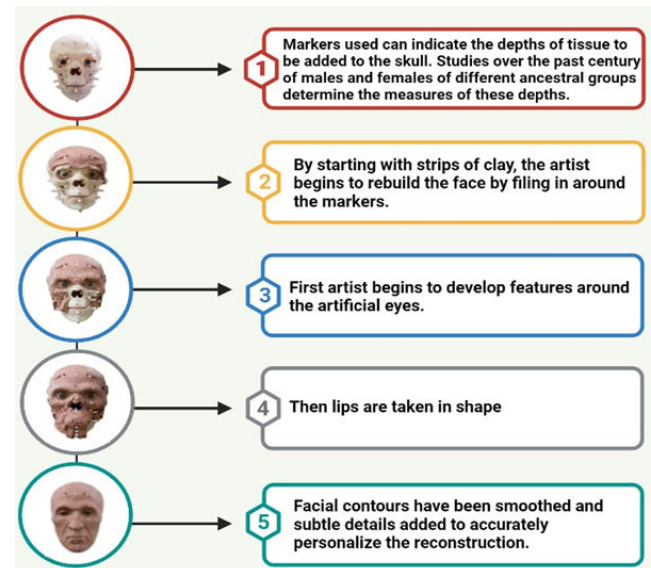 1
Markers used can indicate the depths of tissue to
be added to the skull. Studies over the past century
of males and females of different ancestral groups
determine the measures of these depths.
2
By starting with strips of clay, the artist
begins to rebuild the face by filing in around
the markers.
3
First artist begins to develop features around
the artificial eyes.
4
Then lips are taken in shape
5
Facial contours have been smoothed and
subtle details added to accurately
personalize the reconstruction.